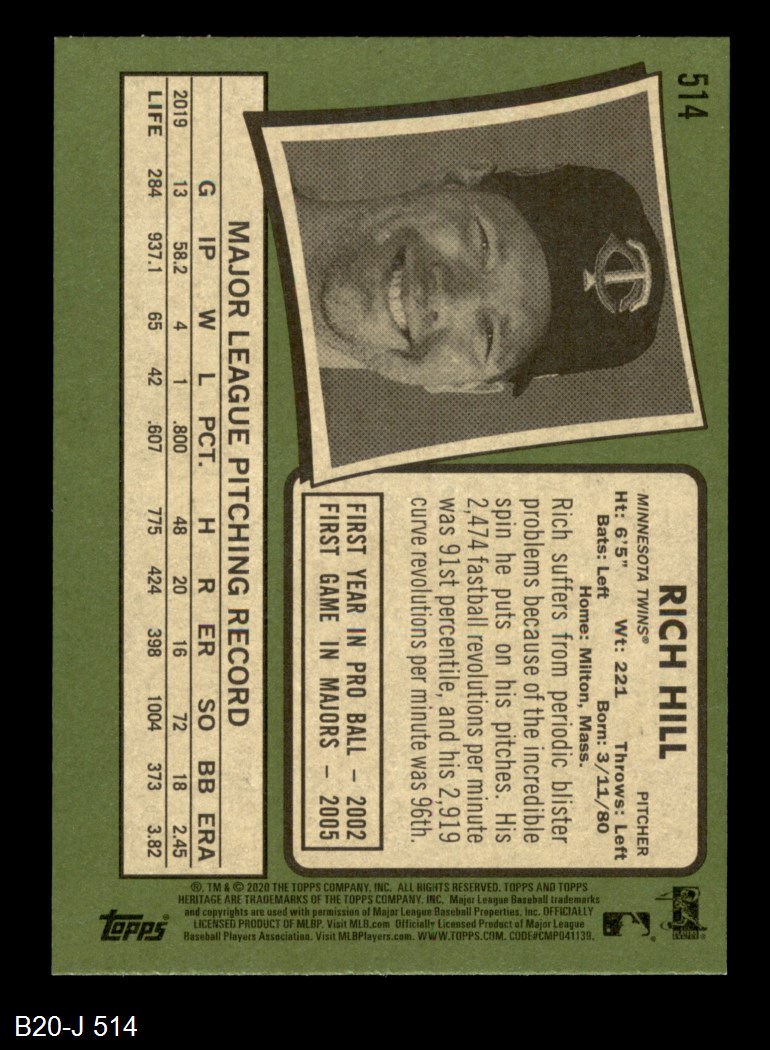 514
RICH HILL
MINNESOTA TWINS® PITCHER
Ht: 6'5" Wt: 221 Throws: Left
Bats: Left Born: 3/11/80
Home: Milton, Mass.
Rich suffers from periodic blister
problems because of the incredible
spin he puts on his pitches. His
2,474 fastball revolutions per minute
was 91st percentile, and his 2,919
curve revolutions per minute was 96th.
FIRST YEAR IN PRO BALL – 2002
FIRST GAME IN MAJORS – 2005
MAJOR LEAGUE PITCHING RECORD
G IP W L PCT. H R ER SO BB ERA
2019 13 58.2 4 1 .800 48 20 16 72 18 2.45
LIFE 284 937.1 65 42 .607 775 424 398 1004 373 3.82
®, TM & © 2020 THE TOPPS COMPANY, INC. ALL RIGHTS RESERVED. TOPPS AND TOPPS
HERITAGE ARE TRADEMARKS OF THE TOPPS COMPANY, INC. Major League Baseball trademarks
and copyrights are used with permission of Major League Baseball Properties, Inc. OFFICIALLY
LICENSED PRODUCT OF MLBP. Visit MLB.com Officially Licensed Product of Major League
Baseball Players Association. Visit MLBPlayers.com. WWW.TOPPS.COM. CODE#CMP041139.
topps®
B20-J 514